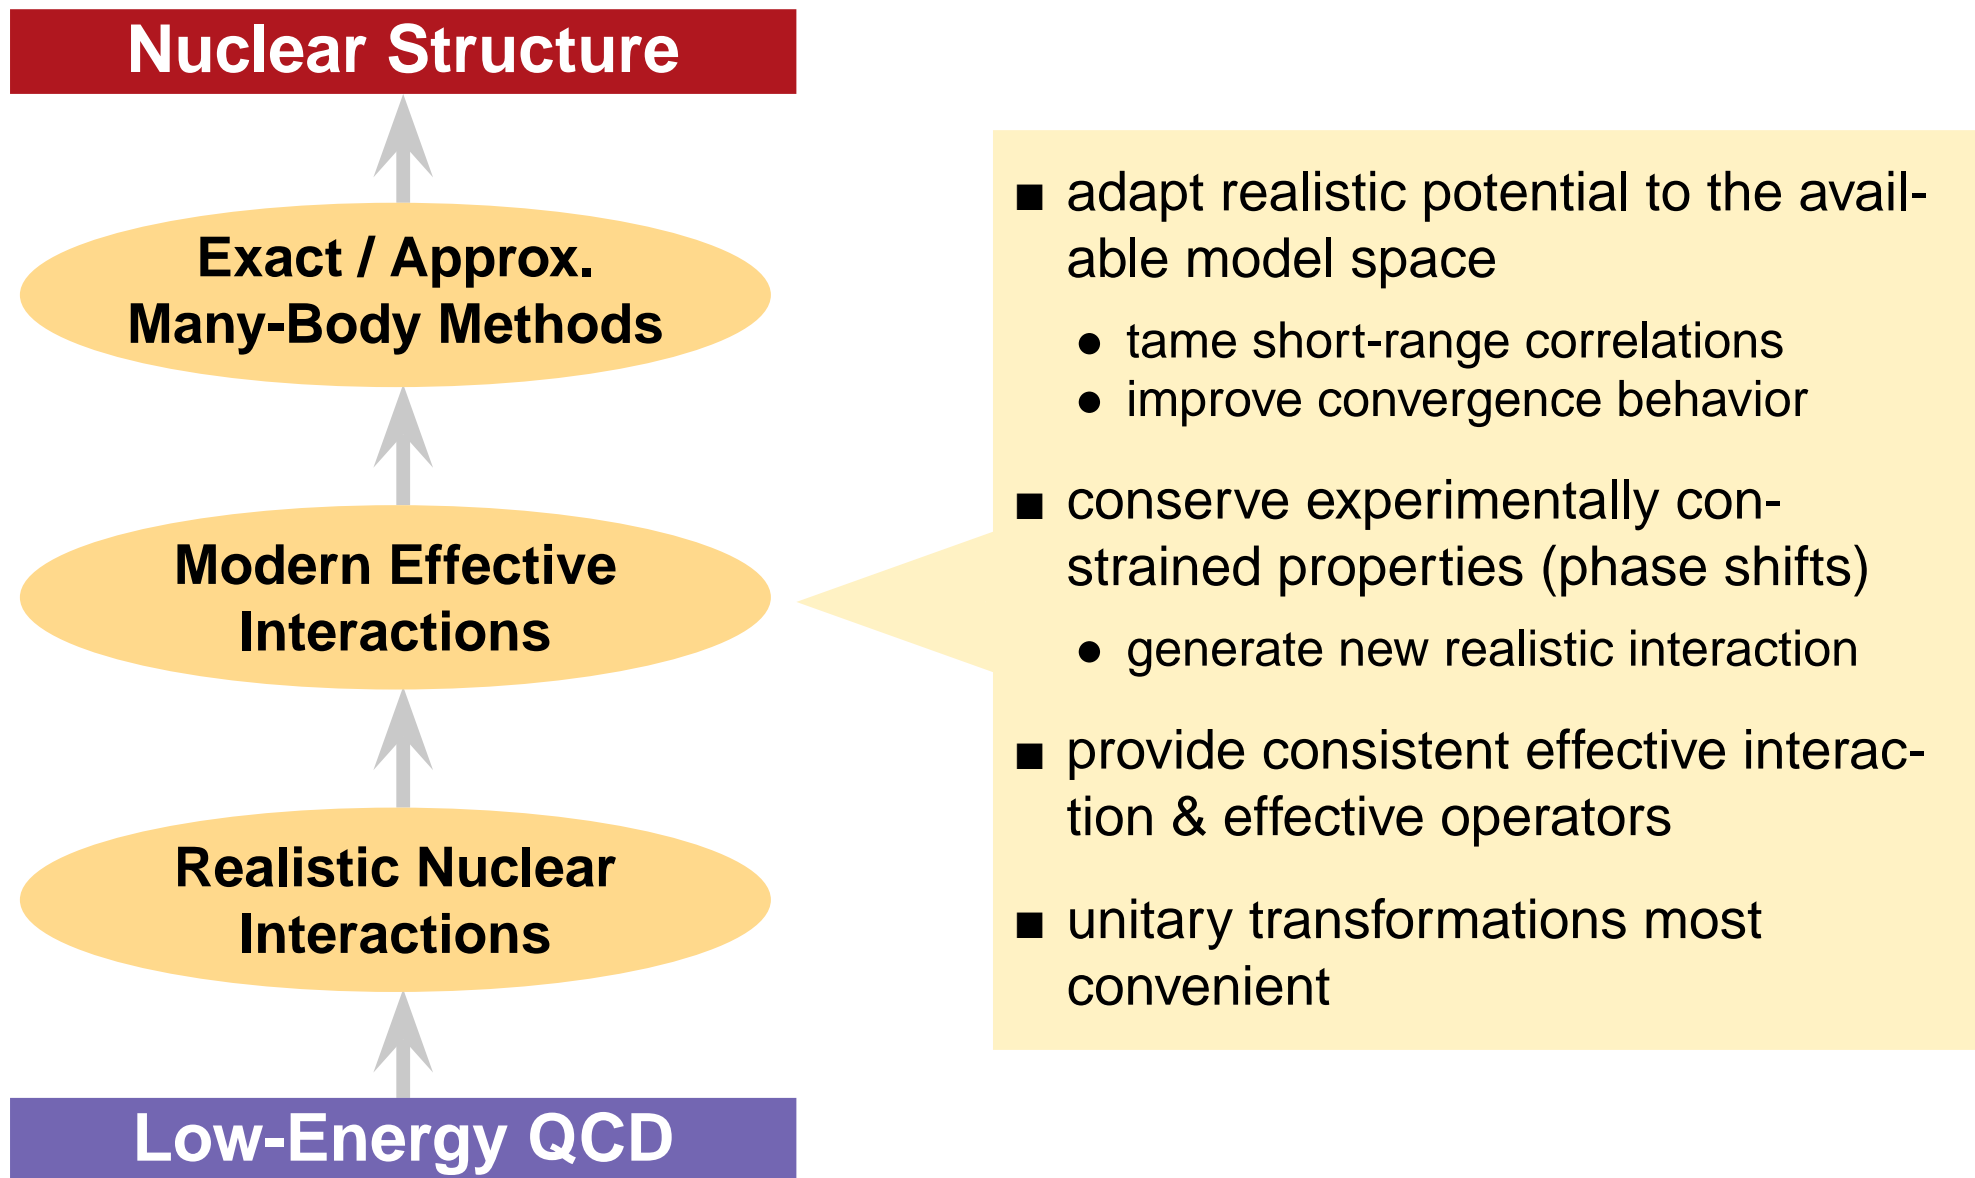 Nuclear Structure
Exact / Approx.
Many-Body Methods
Modern Effective
Interactions
Realistic Nuclear
Interactions
Low-Energy QCD
■ adapt realistic potential to the avail-
able model space
● tame short-range correlations
● improve convergence behavior
■ conserve experimentally con-
strained properties (phase shifts)
● generate new realistic interaction
■ provide consistent effective interac-
tion & effective operators
■ unitary transformations most
convenient